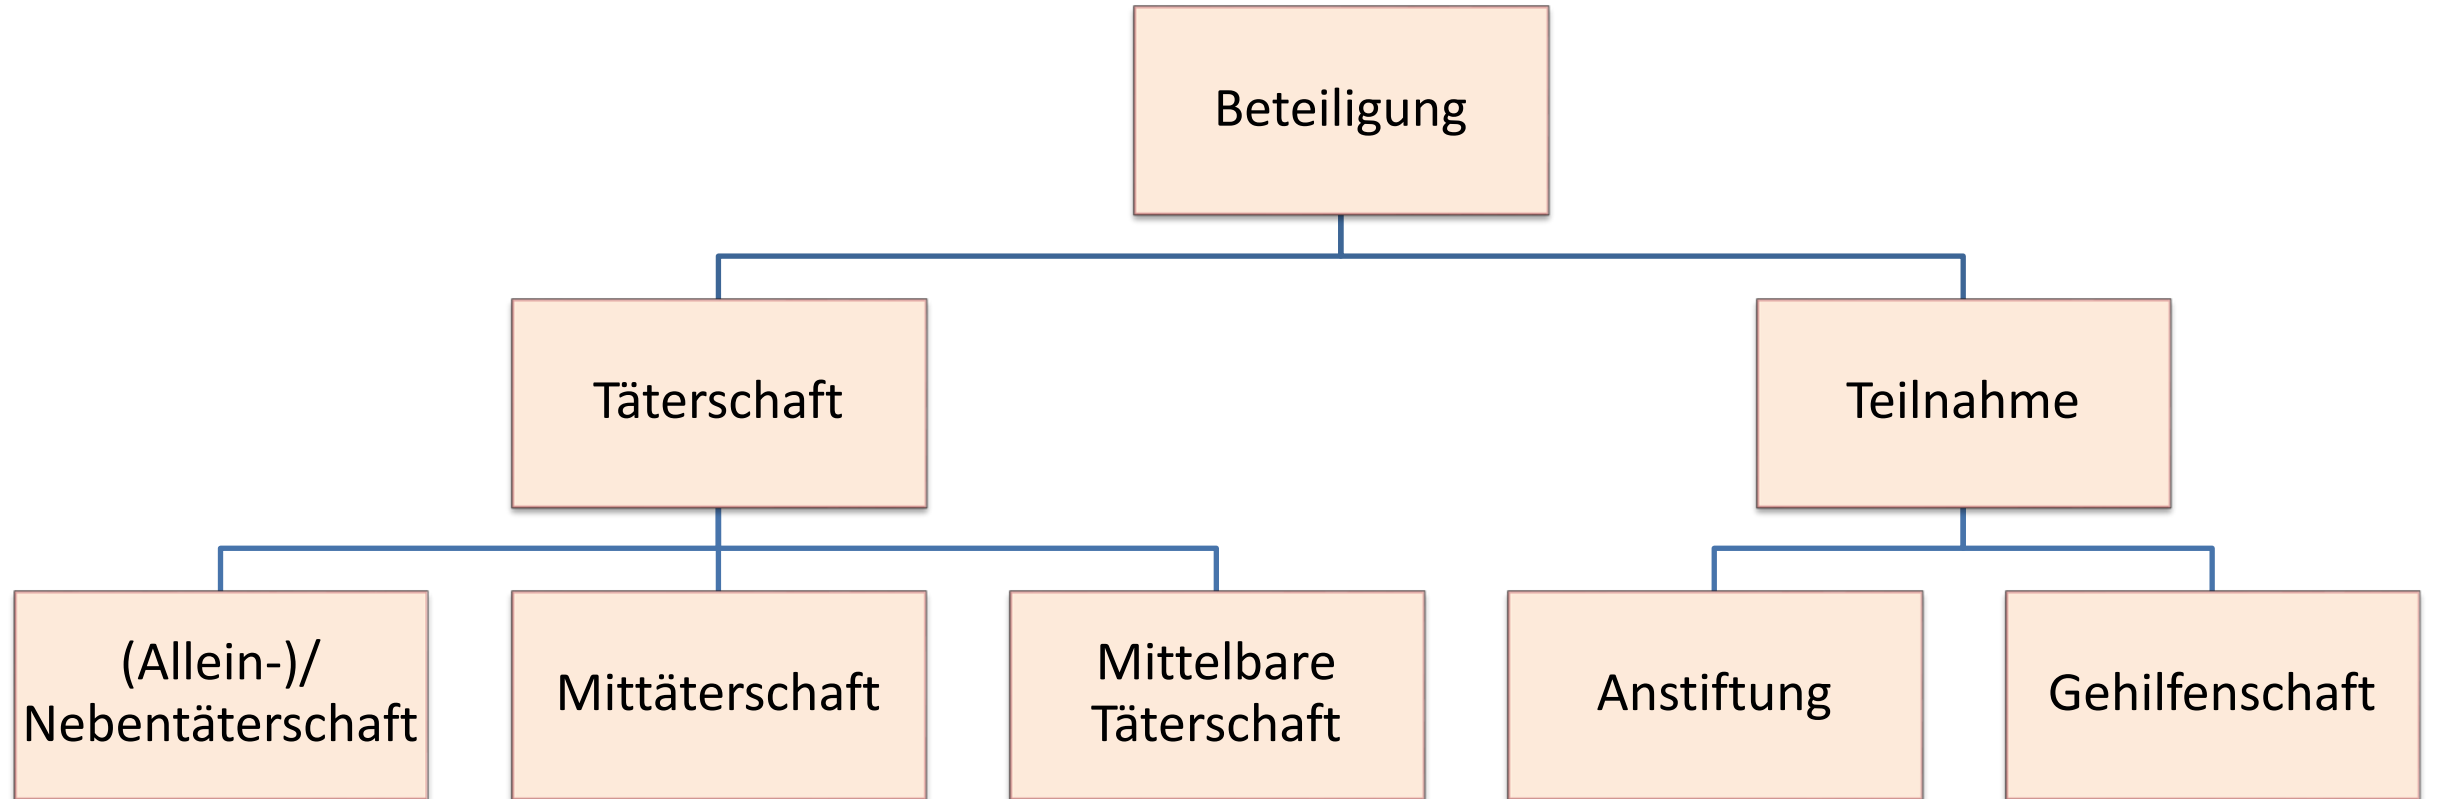 Beteiligung
Täterschaft
Teilnahme
(Allein-)/
Nebentäterschaft
Mittäterschaft
Mittelbare
Täterschaft
Anstiftung
Gehilfenschaft